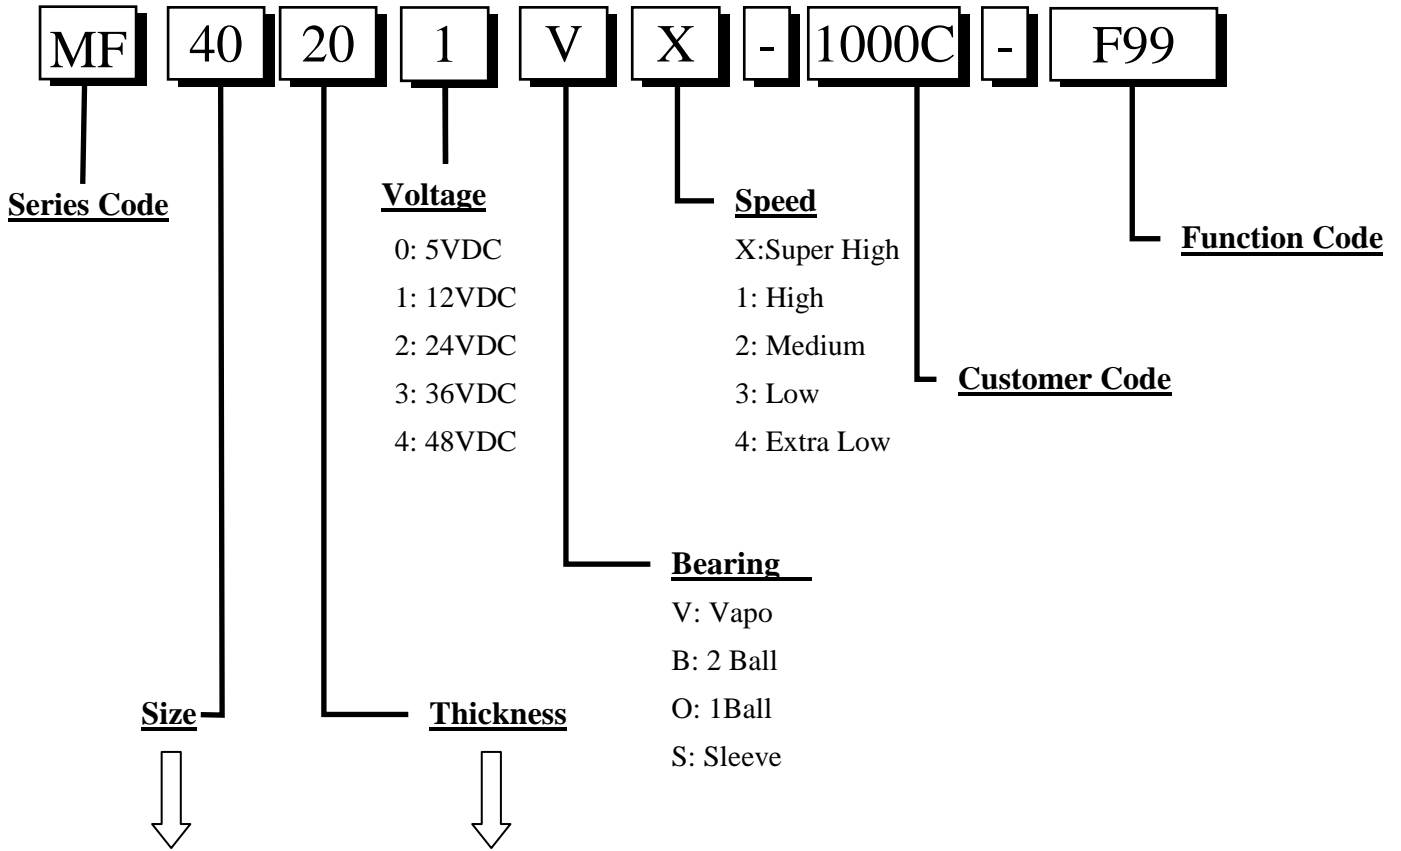 MF 40 20 1 V X - 1000C - F99
Series Code
Voltage
0: 5VDC
1: 12VDC
2: 24VDC
3: 36VDC
4: 48VDC
Speed
X:Super High
1: High
2: Medium
3: Low
4: Extra Low
Function Code
Customer Code
Bearing
V: Vapo
B: 2 Ball
O: 1Ball
S: Sleeve
Size
Thickness